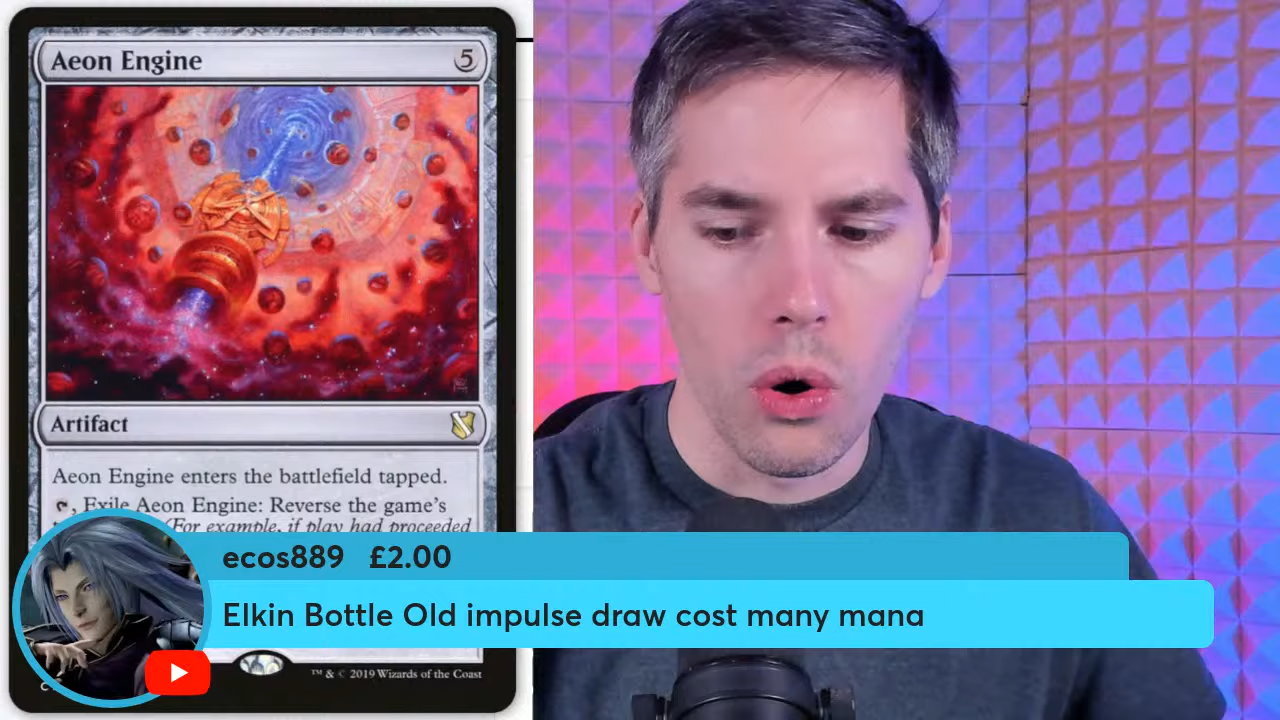 Aeon Engine 5
Artifact
Aeon Engine enters the battlefield tapped.
, Exile Aeon Engine: Reverse the game's
(For example, if play had proceeded
ecos889 £2.00
Elkin Bottle Old impulse draw cost many mana
™ & © 2019 Wizards of the Coast